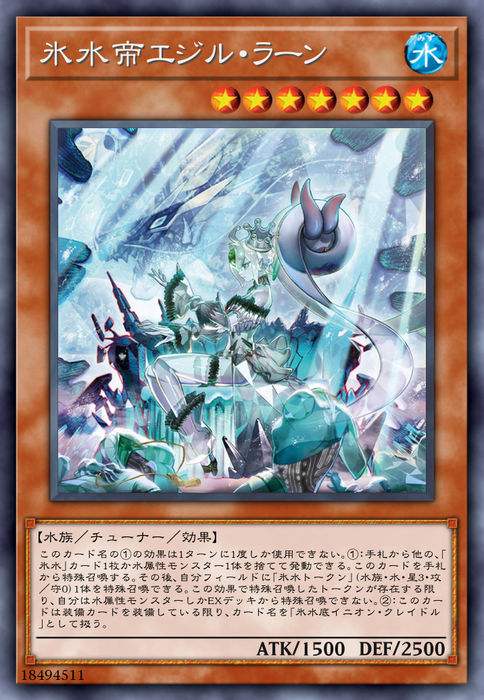 氷水帝エジル・ラーン
みず
水
【水族／チューナー／効果】
このカード名の①の効果は1ターンに1度しか使用できない。①：手札から他の、「
氷水」カード1枚か水属性モンスター1体を捨てて発動できる。このカードを手札
から特殊召喚する。その後、自分フィールドに「氷水トークン」（水族・水・星3・攻
／守0）1体を特殊召喚できる。この効果で特殊召喚したトークンが存在する限
り、自分は水属性モンスターしかEXデッキから特殊召喚できない。②：このカー
ドは装備カードを装備している限り、カード名を「氷水底イニオン・クレイドル
」として扱う。
ATK/1500 DEF/2500
18494511